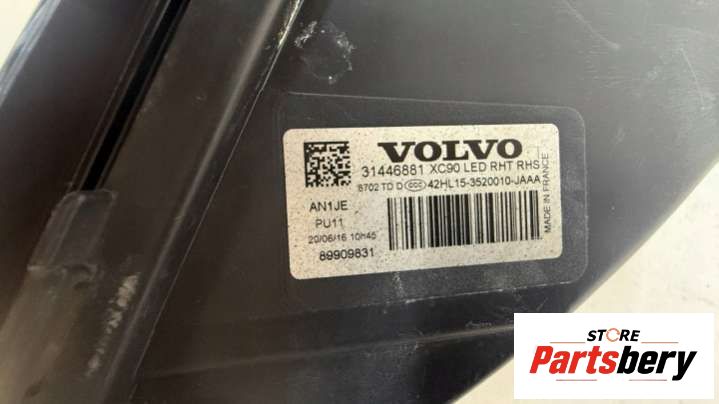 VOLVO
31446881 XC90 LED RHT RHS
8702 TD D CCC 42HL15-3520010-JAAA
AN1JE
PU11
20/06/16 10h45
89909831
MADE IN FRANCE
STORE
Partsbery